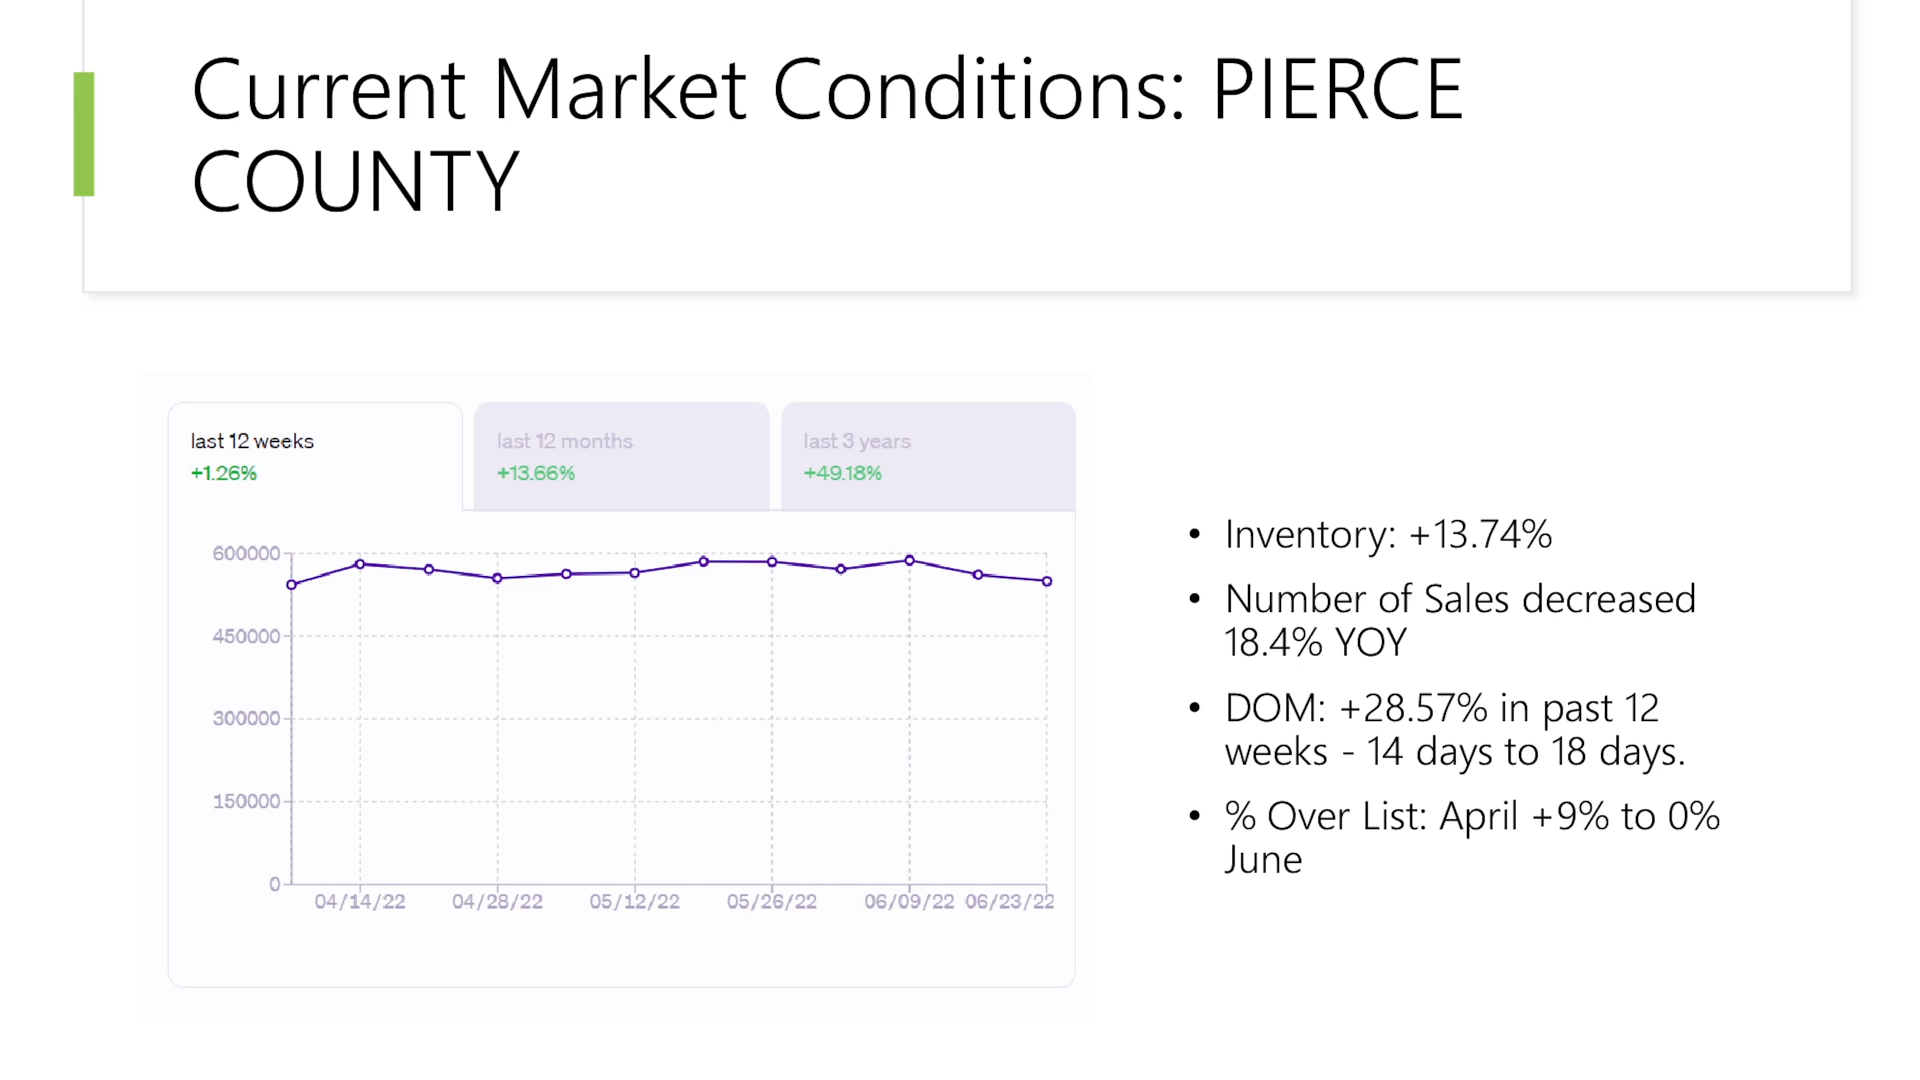 Current Market Conditions: PIERCE
COUNTY
last 12 weeks
+1.26%
last 12 months
+13.66%
last 3 years
+49.18%
600000
450000
300000
150000
0
04/14/22
04/28/22
05/12/22
05/26/22
06/09/22
06/23/22
• Inventory: +13.74%
• Number of Sales decreased
18.4% YOY
• DOM: +28.57% in past 12
weeks - 14 days to 18 days.
• % Over List: April +9% to 0%
June